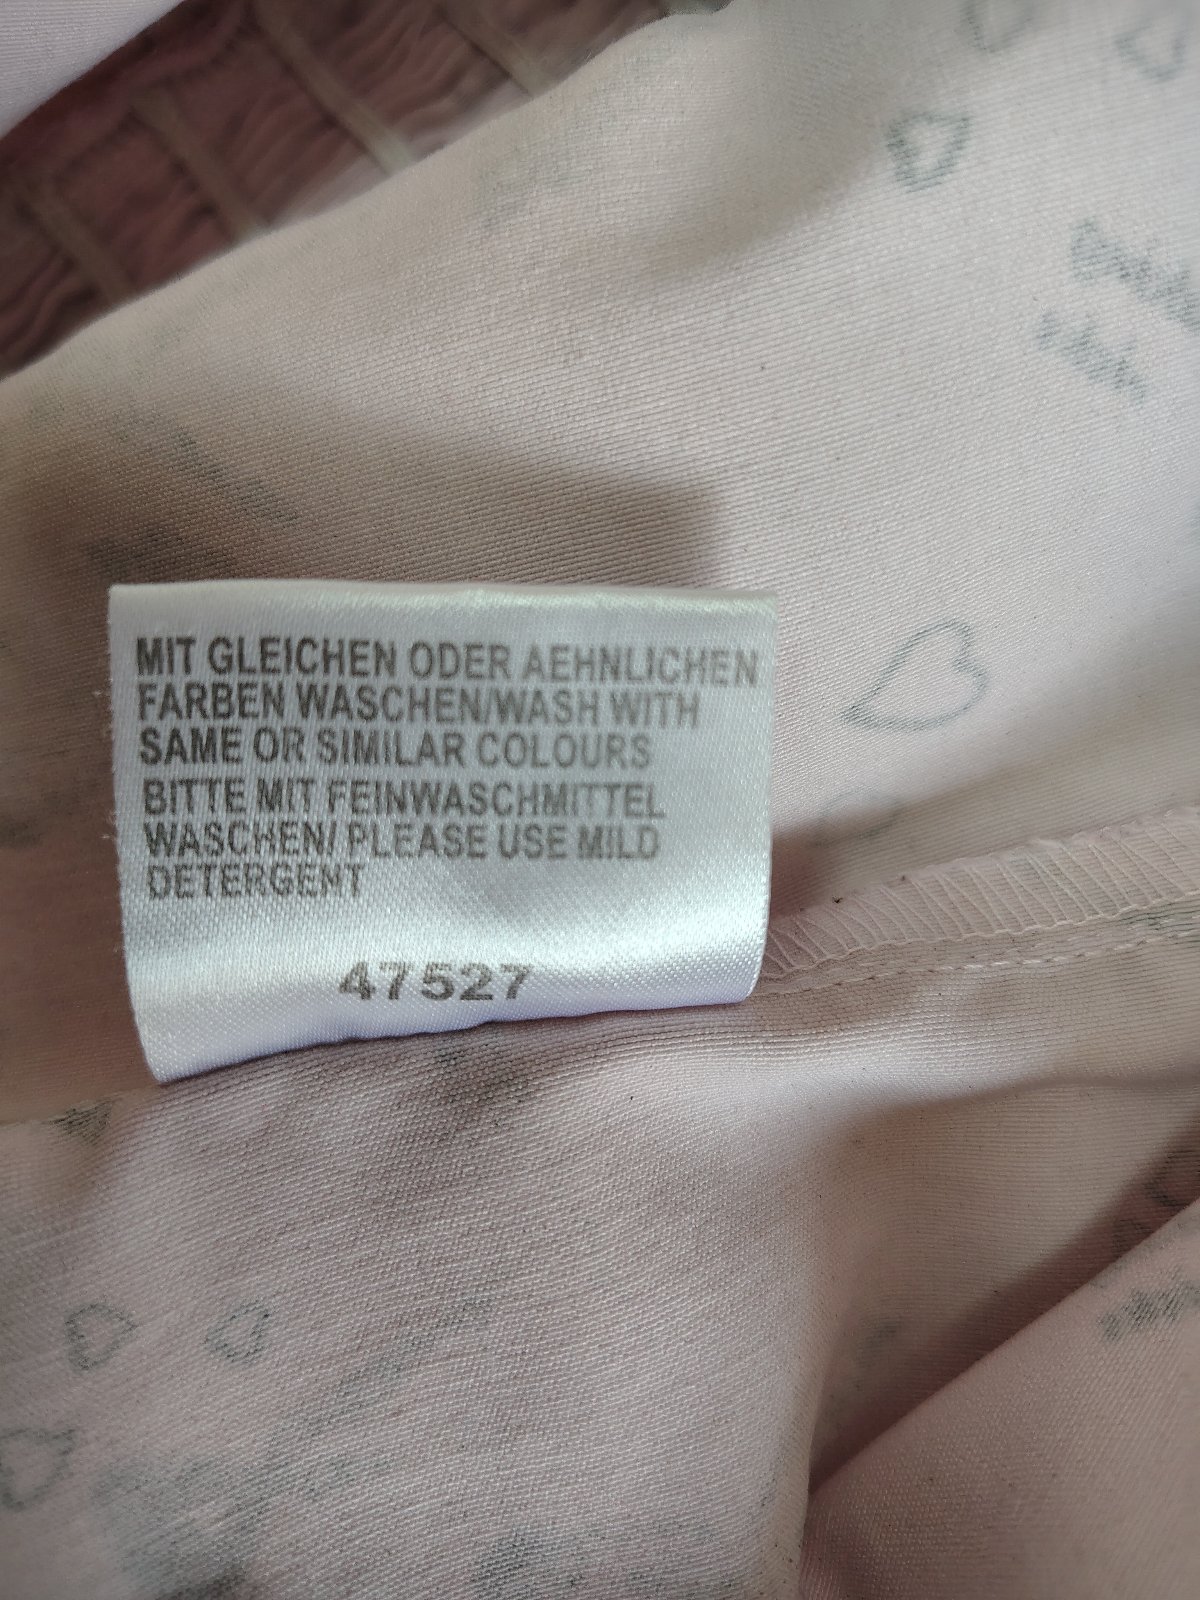 MIT GLEICHEN ODER AEHNLICHEN
FARBEN WASCHEN/WASH WITH
SAME OR SIMILAR COLOURS
BITTE MIT FEINWASCHMITTEL
WASCHEN/ PLEASE USE MILD
DETERGENT
47527